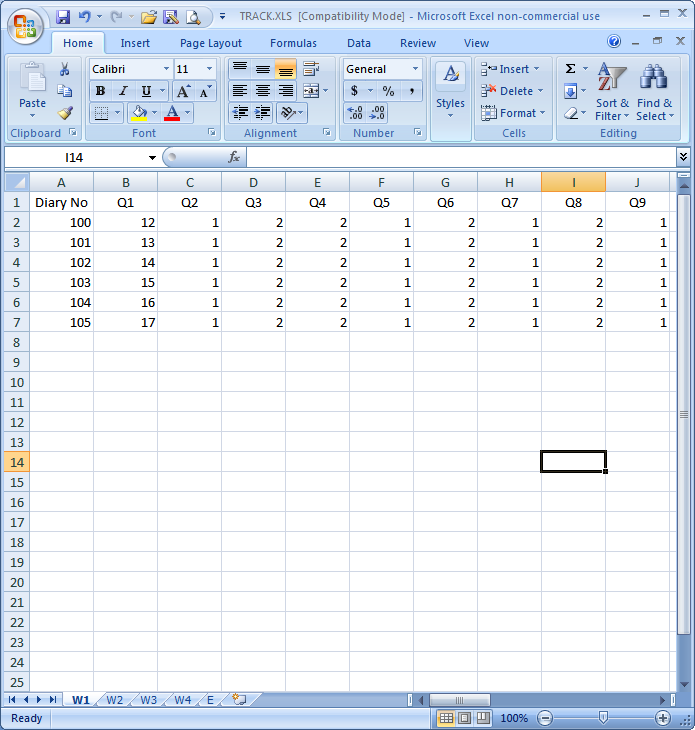 TRACK.XLS [Compatibility Mode] - Microsoft Excel non-commercial use
Home Insert Page Layout Formulas Data Review View
Calibri 11 General Insert Σ
Paste B I U A A $ % , Styles Delete Sort & Filter Find & Select
A .00 .0 Format
Clipboard Font Alignment Number Cells Editing
I14 fx
A B C D E F G H I J
1 Diary No Q1 Q2 Q3 Q4 Q5 Q6 Q7 Q8 Q9
2 100 12 1 2 2 1 2 1 2 1
3 101 13 1 2 2 1 2 1 2 1
4 102 14 1 2 2 1 2 1 2 1
5 103 15 1 2 2 1 2 1 2 1
6 104 16 1 2 2 1 2 1 2 1
7 105 17 1 2 2 1 2 1 2 1
8
9
10
11
12
13
14
15
16
17
18
19
20
21
22
23
24
25
W1 W2 W3 W4 E
Ready 100%